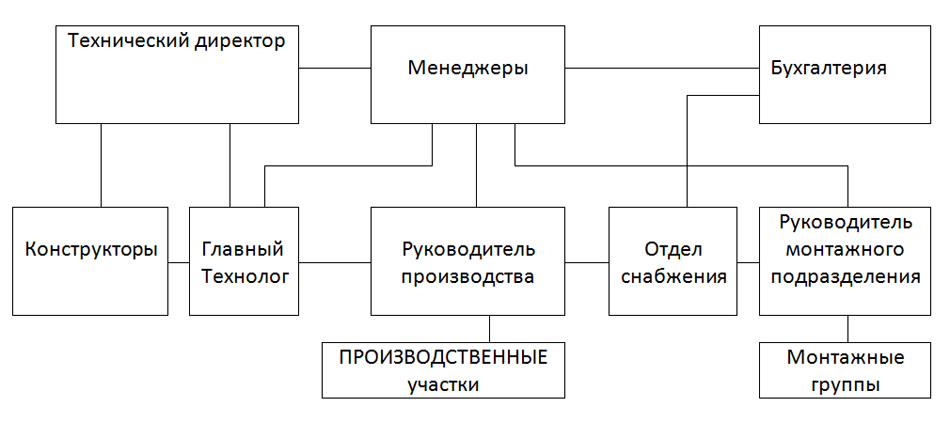 Технический директор
Менеджеры
Бухгалтерия
Конструкторы
Главный
Технолог
Руководитель
производства
Отдел
снабжения
Руководитель
монтажного
подразделения
ПРОИЗВОДСТВЕННЫЕ
участки
Монтажные
группы